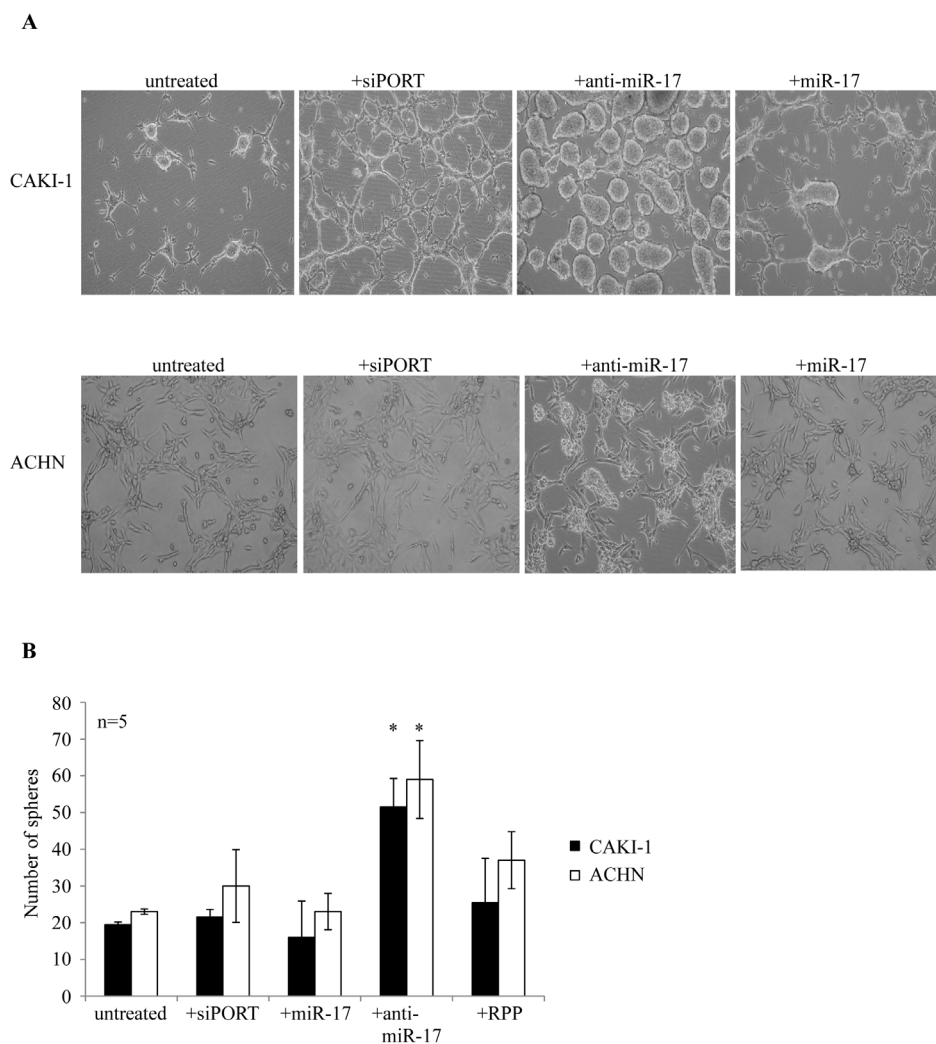 A
untreated +siPORT +anti-miR-17 +miR-17
CAKI-1
untreated +siPORT +anti-miR-17 +miR-17
ACHN
B
80
70
60
50
40
30
20
10
0
Number of spheres
n=5
* *
CAKI-1
ACHN
untreated +siPORT +miR-17 +anti- +RPP
miR-17